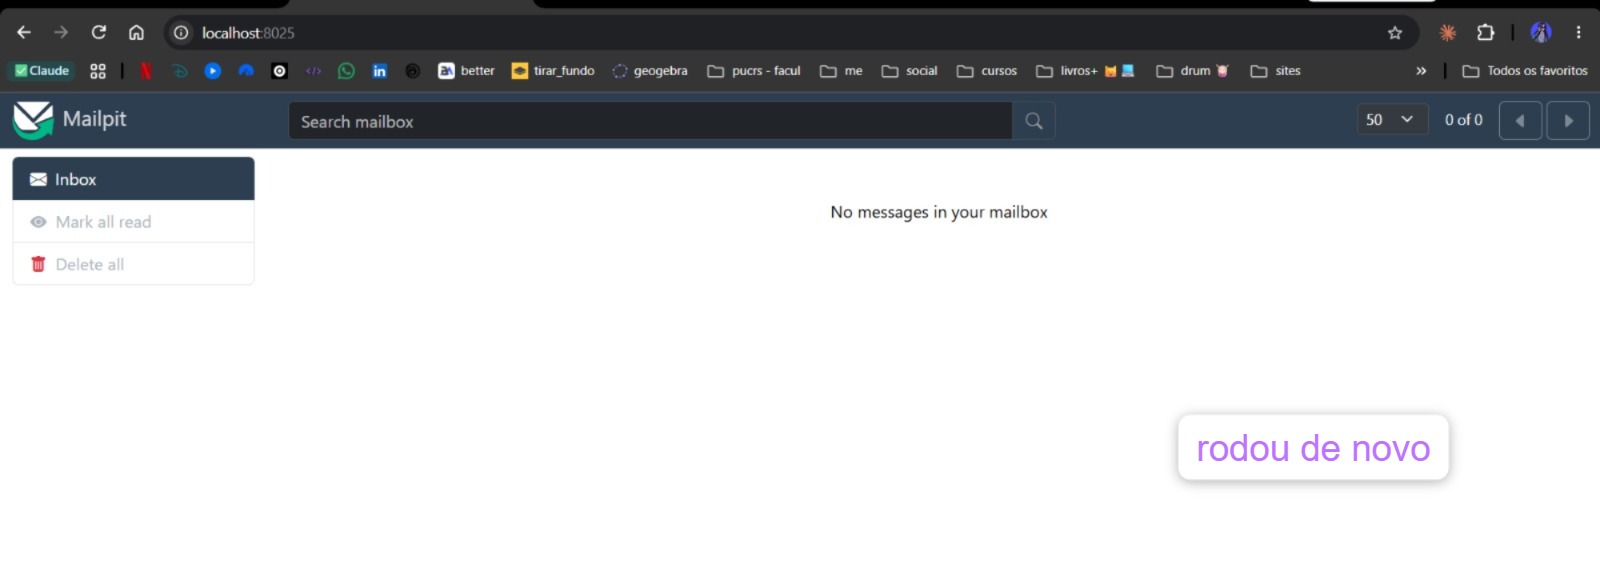 localhost:8025
Claude
better
tirar_fundo
geogebra
pucrs - facul
me
social
cursos
livros+
drum
sites
»
Todos os favoritos
Mailpit
Search mailbox
50
0 of 0
Inbox
Mark all read
Delete all
No messages in your mailbox
rodou de novo